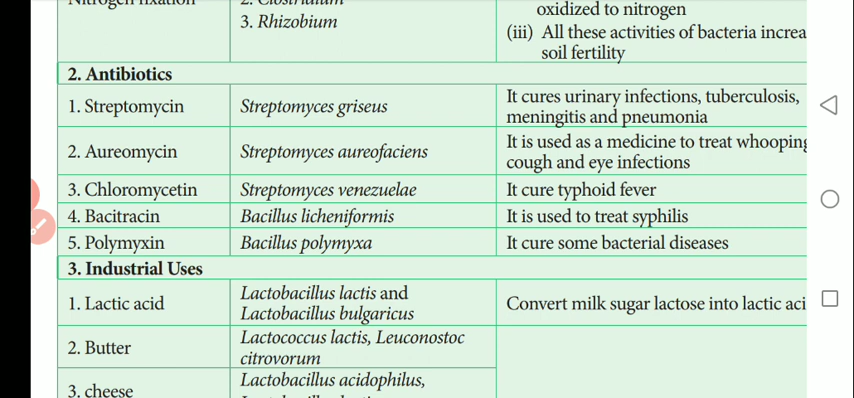 Nitrogen fixation
2. Clostridium
3. Rhizobium
oxidized to nitrogen
(iii) All these activities of bacteria increa
soil fertility
2. Antibiotics
1. Streptomycin
Streptomyces griseus
It cures urinary infections, tuberculosis,
meningitis and pneumonia
2. Aureomycin
Streptomyces aureofaciens
It is used as a medicine to treat whooping
cough and eye infections
3. Chloromycetin
Streptomyces venezuelae
It cure typhoid fever
4. Bacitracin
Bacillus licheniformis
It is used to treat syphilis
5. Polymyxin
Bacillus polymyxa
It cure some bacterial diseases
3. Industrial Uses
1. Lactic acid
Lactobacillus lactis and
Lactobacillus bulgaricus
Convert milk sugar lactose into lactic aci
2. Butter
Lactococcus lactis, Leuconostoc
citrovorum
3. cheese
Lactobacillus acidophilus,